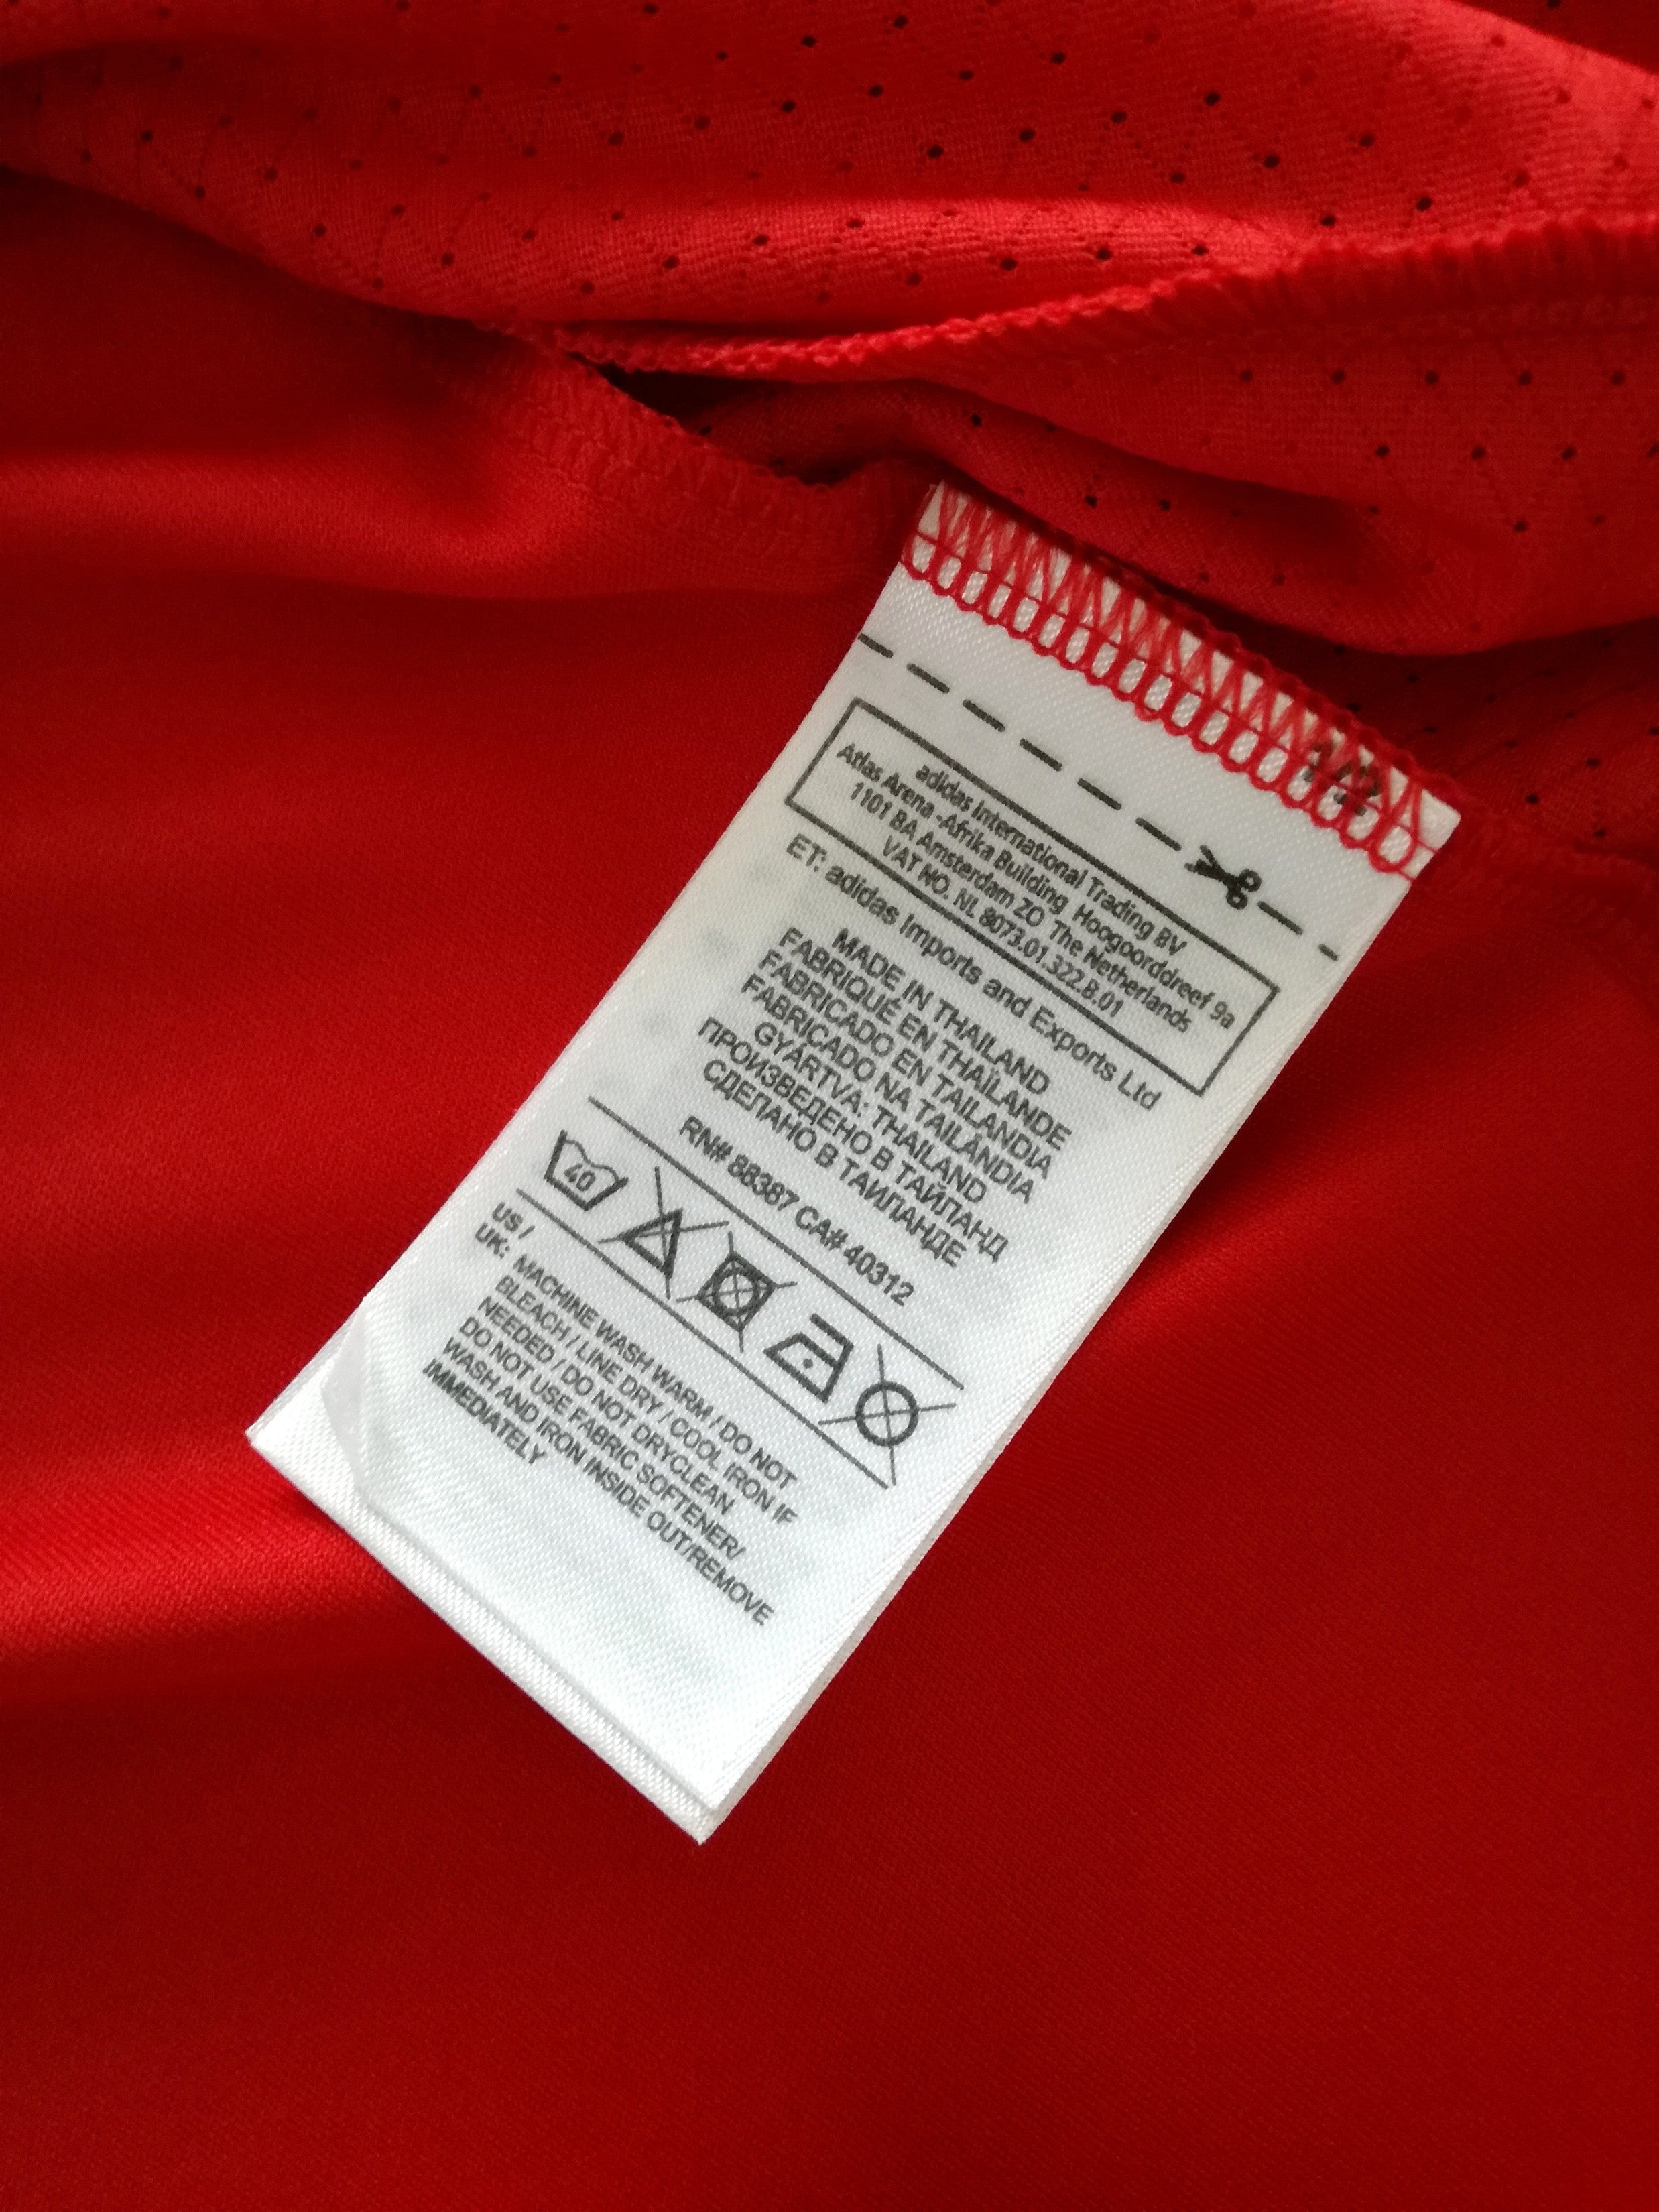 1/2
adidas International Trading BV
Atlas Arena -Afrika Building Hoogoorddreef 9a
1101 BA Amsterdam ZO The Netherlands
VAT NO. NL 8073.01.322.B.01
ET: adidas Imports and Exports Ltd
MADE IN THAILAND
FABRIQUÉ EN THAÏLANDE
FABRICADO EN TAILANDIA
FABRICADO NA TAILÂNDIA
GYÁRTVA: THAILAND
ПРОИЗВЕДЕНО В ТАЙЛАНД
СДЕЛАНО В ТАИЛАНДЕ
RN# 88387 CA# 40312
40
US /
UK: MACHINE WASH WARM / DO NOT
BLEACH / LINE DRY / COOL IRON IF
NEEDED / DO NOT DRYCLEAN
DO NOT USE FABRIC SOFTENER/
WASH AND IRON INSIDE OUT/REMOVE
IMMEDIATELY